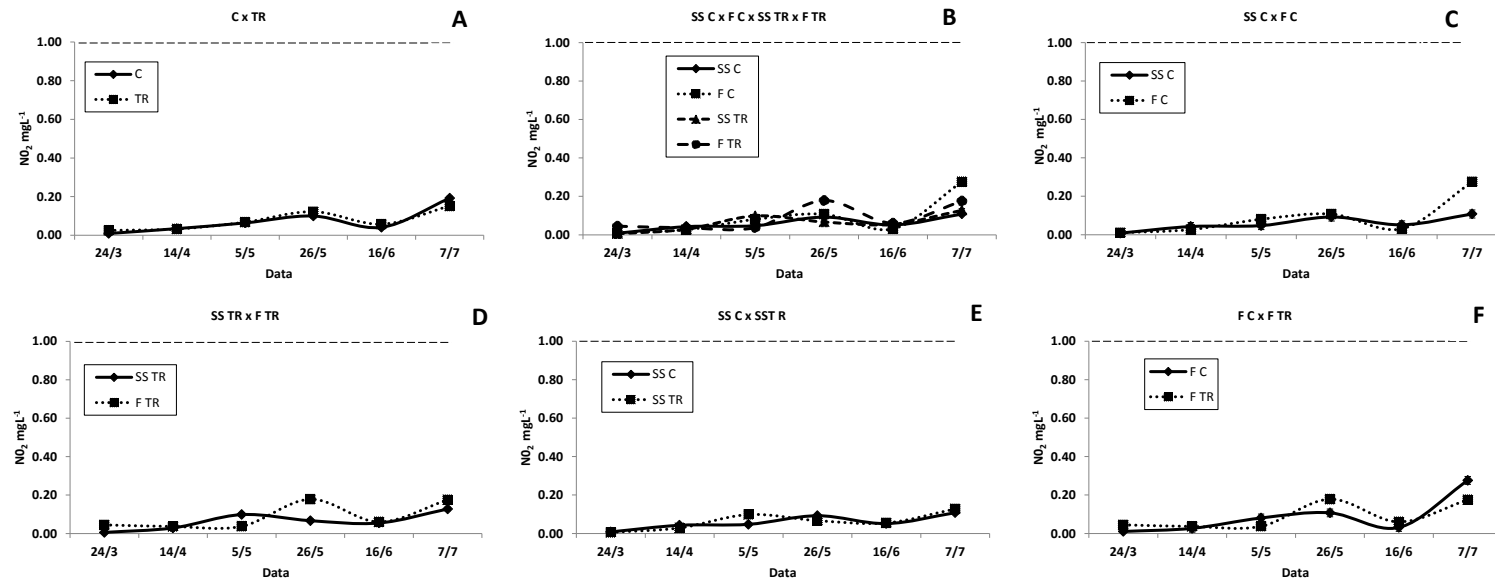 C x TR
A
1.00
0.80
0.60
0.40
0.20
0.00
N0₂ mgL⁻¹
C
TR
24/3 14/4 5/5 26/5 16/6 7/7
Data
SS C x F C x SS TR x F TR
B
1.00
0.80
0.60
0.40
0.20
0.00
N0₂ mgL⁻¹
SS C
F C
SS TR
F TR
24/3 14/4 5/5 26/5 16/6 7/7
Data
SS C x F C
C
1.00
0.80
0.60
0.40
0.20
0.00
N0₂ mgL⁻¹
SS C
F C
24/3 14/4 5/5 26/5 16/6 7/7
Data
SS TR x F TR
D
1.00
0.80
0.60
0.40
0.20
0.00
N0₂ mgL⁻¹
SS TR
F TR
24/3 14/4 5/5 26/5 16/6 7/7
Data
SS C x SST R
E
1.00
0.80
0.60
0.40
0.20
0.00
N0₂ mgL⁻¹
SS C
SS TR
24/3 14/4 5/5 26/5 16/6 7/7
Data
F C x F TR
F
1.00
0.80
0.60
0.40
0.20
0.00
N0₂ mgL⁻¹
F C
F TR
24/3 14/4 5/5 26/5 16/6 7/7
Data